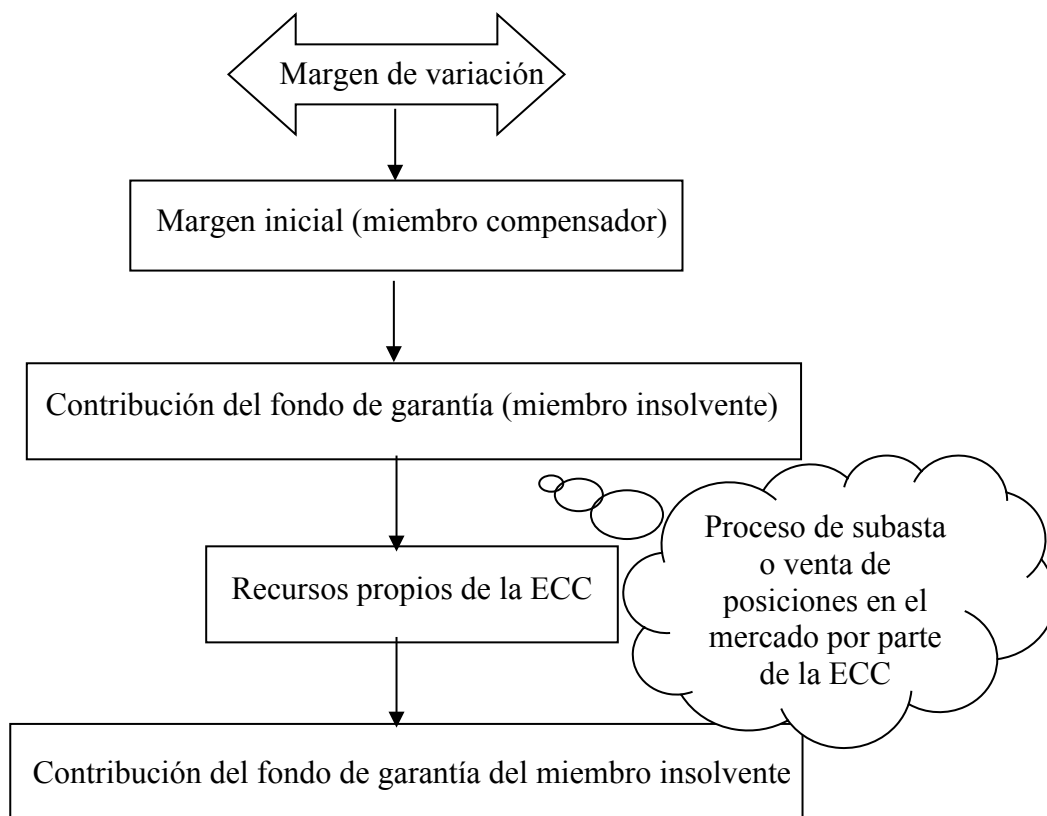 Margen de variación
Margen inicial (miembro compensador)
Contribución del fondo de garantía (miembro insolvente)
Proceso de subasta
o venta de
posiciones en el
mercado por parte
de la ECC
Recursos propios de la ECC
Contribución del fondo de garantía del miembro insolvente